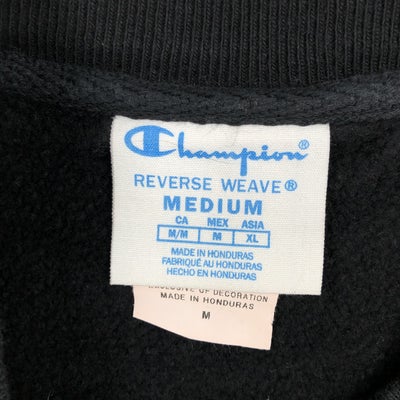 Champion
REVERSE WEAVE®
MEDIUM
CA MEX ASIA
M/M M XL
MADE IN HONDURAS
FABRIQUÉ AU HONDURAS
HECHO EN HONDURAS
EXCLUSIVE OF DECORATION
MADE IN HONDURAS
M